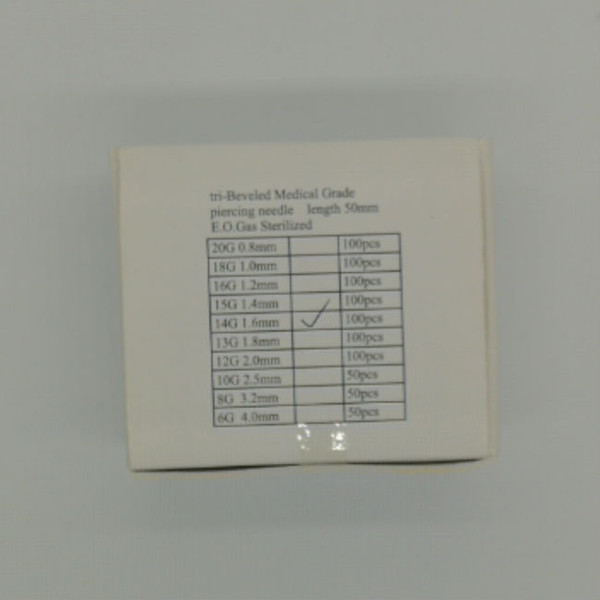 tri-Beveled Medical Grade
piercing needle length 50mm
E.O.Gas Sterilized
20G 0.8mm 100pcs
18G 1.0mm 100pcs
16G 1.2mm 100pcs
15G 1.4mm 100pcs
14G 1.6mm ✓ 100pcs
13G 1.8mm 100pcs
12G 2.0mm 100pcs
10G 2.5mm 50pcs
8G 3.2mm 50pcs
6G 4.0mm 50pcs